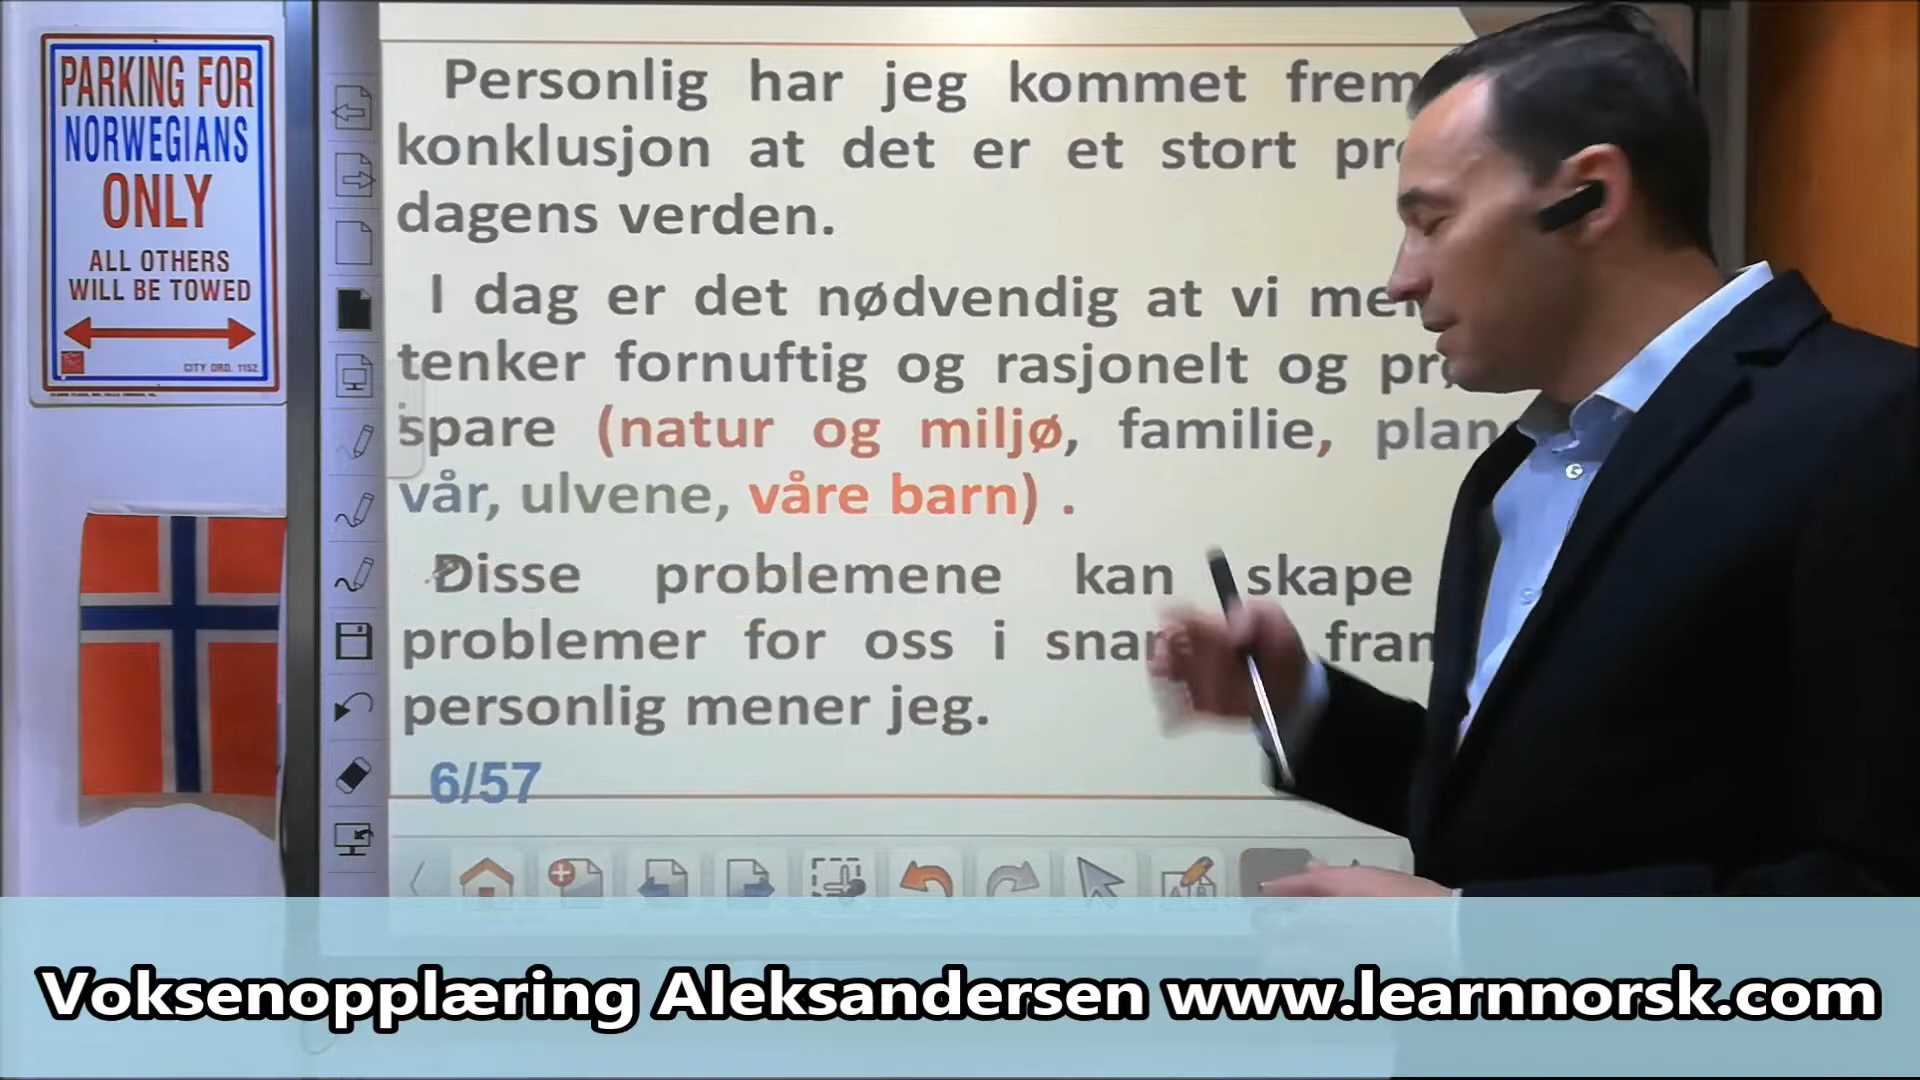 PARKING FOR
NORWEGIANS
ONLY
ALL OTHERS
WILL BE TOWED
CITY ORD. 1152
Personlig har jeg kommet frem
konklusjon at det er et stort
dagens verden.
I dag er det nødvendig at vi
tenker fornuftig og rasjonelt og
spare (natur og miljø, familie,
vår, ulvene, våre barn) .
Disse problemene kan skape
problemer for oss i
personlig mener jeg.
6/57
Voksenopplæring Aleksandersen www.learnnorsk.com